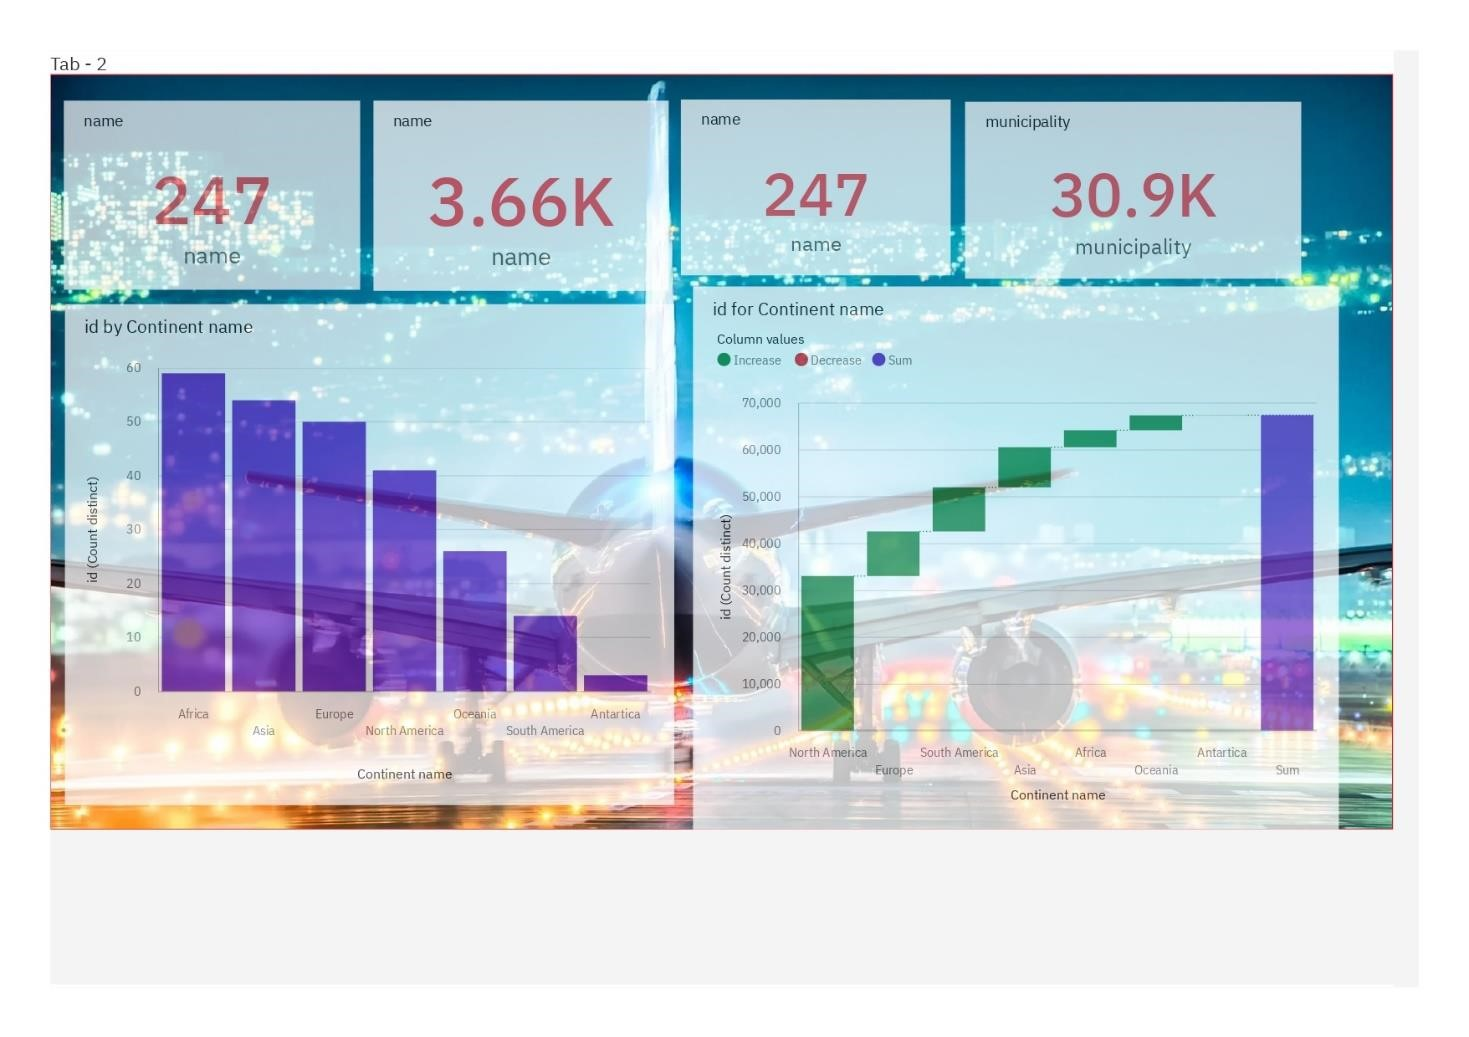 Tab - 2
name
247
name
name
3.66K
name
name
247
name
municipality
30.9K
municipality
id by Continent name
60
50
40
30
20
10
0
id (Count distinct)
Africa
Asia
Europe
North America
Oceania
South America
Antartica
Continent name
id for Continent name
Column values
Increase Decrease Sum
70,000
60,000
50,000
40,000
30,000
20,000
10,000
0
id (Count distinct)
North America
Europe
South America
Asia
Africa
Oceania
Antartica
Sum
Continent name